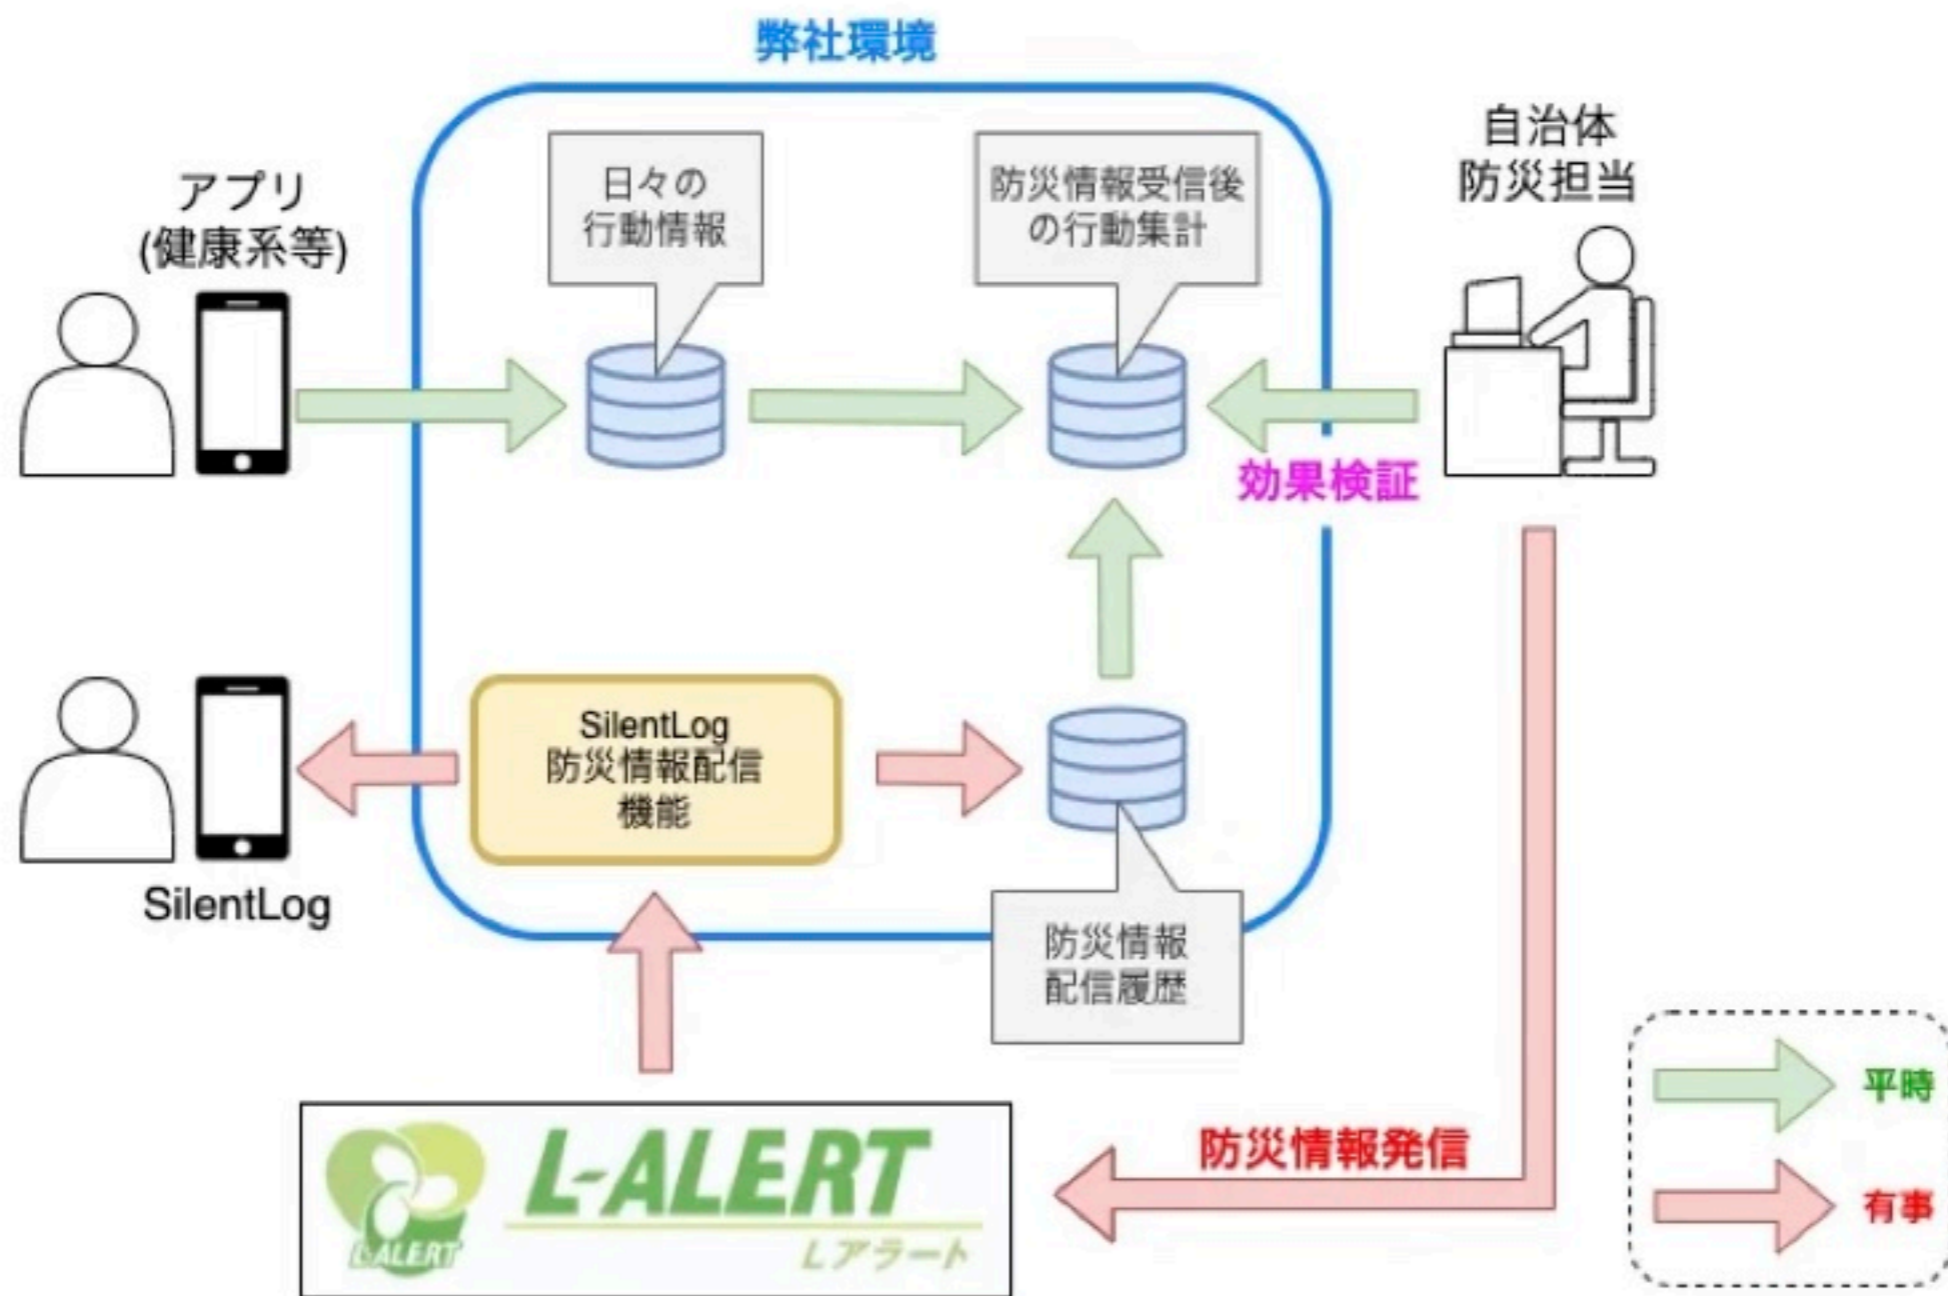 弊社環境
アプリ
(健康系等)
日々の
行動情報
防災情報受信後
の行動集計
自治体
防災担当
効果検証
SilentLog
防災情報配信
機能
SilentLog
防災情報
配信履歴
防災情報発信
L-ALERT
L-ALERT
Lアラート
平時
有事